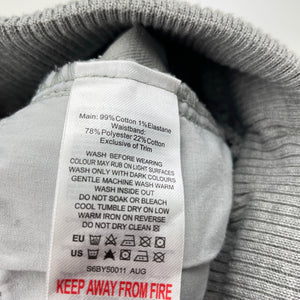 Main: 99%Cotton 1%Elastane
Waistband:
78%Polyester 22%Cotton
Exclusive of Trim
WASH BEFORE WEARING
COLOUR MAY RUB ON LIGHT SURFACES
WASH ONLY WITH DARK COLOURS
GENTLE MACHINE WASH WARM
WASH INSIDE OUT
DO NOT SOAK OR BLEACH
COOL TUMBLE DRY ON LOW
WARM IRON ON REVERSE
DO NOT DRY CLEAN
EU
US
S6BY50011 AUG
KEEP AWAY FROM FIRE